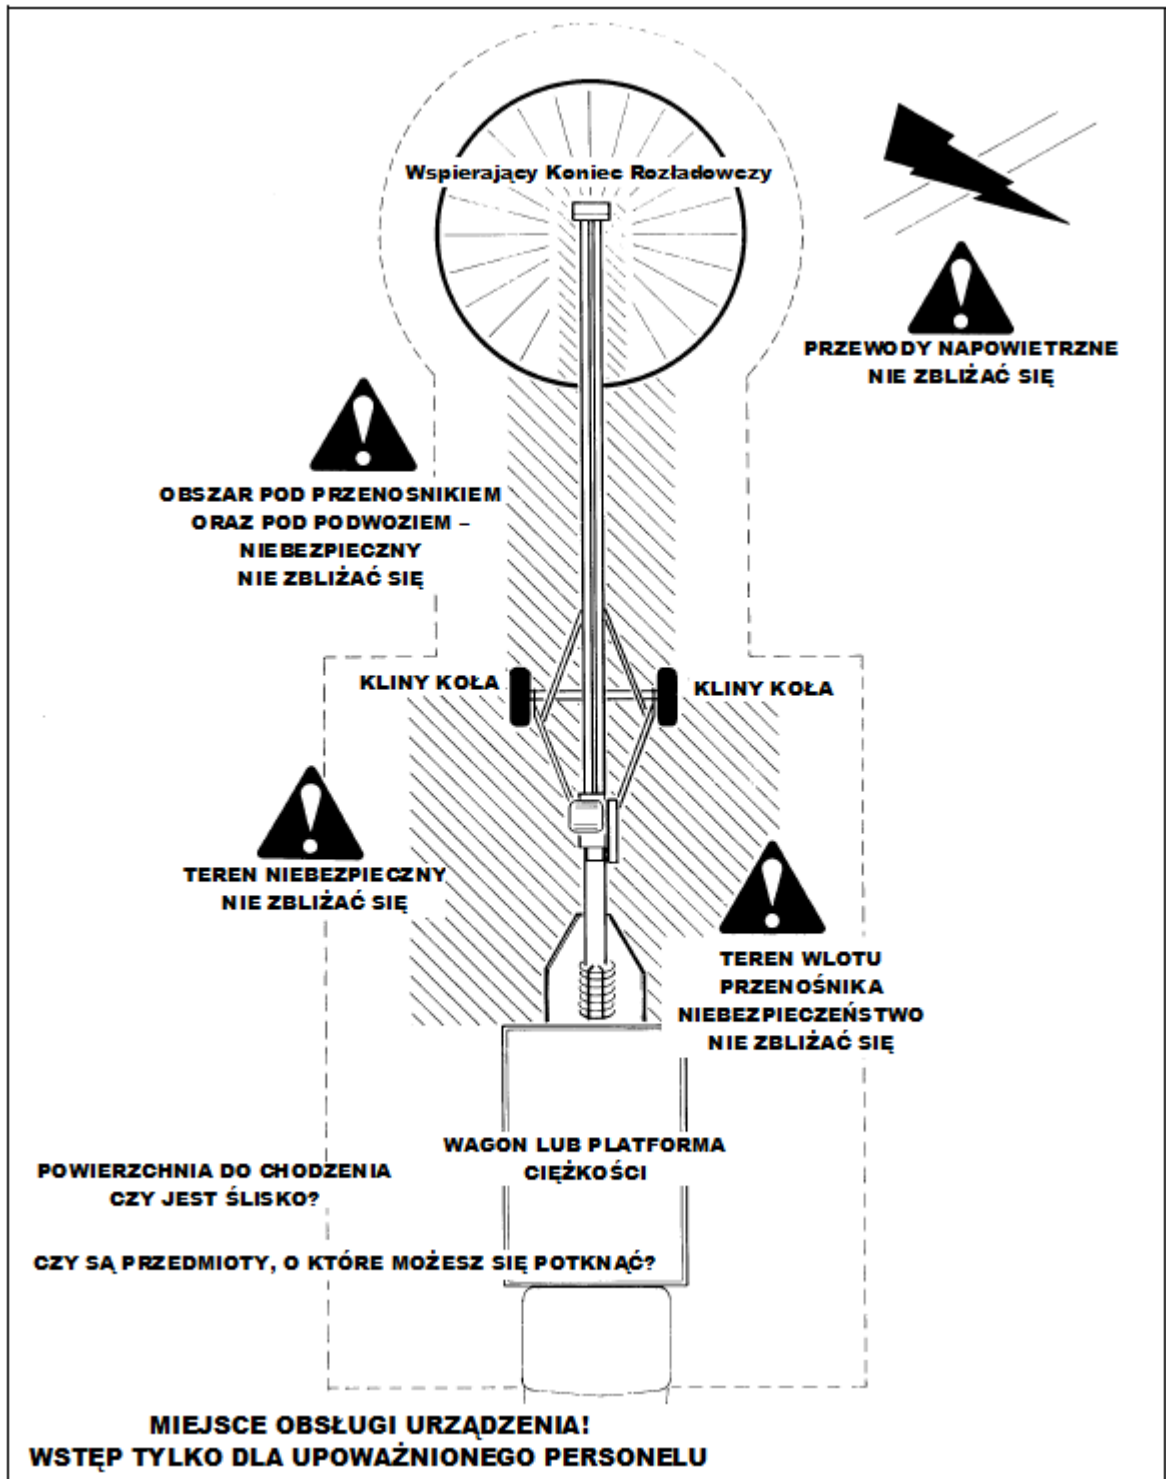 Wspierający Koniec Rozładowczy
PRZEWODY NAPOWIETRZNE
NIE ZBLIŻAĆ SIĘ
OBSZAR POD PRZENOSNIKIEM
ORAZ POD PODWOZIEM –
NIEBEZPIECZNY
NIE ZBLIŻAĆ SIĘ
KLINY KOŁA
KLINY KOŁA
TEREN NIEBEZPIECZNY
NIE ZBLIŻAĆ SIĘ
TEREN WLOTU
PRZENOŚNIKA
NIEBEZPIECZEŃSTWO
NIE ZBLIŻAĆ SIĘ
WAGON LUB PLATFORMA
CIĘŻKOŚCI
POWIERZCHNIA DO CHODZENIA
CZY JEST ŚLISKO?
CZY SĄ PRZEDMIOTY, O KTÓRE MOŻESZ SIĘ POTKNĄĆ?
MIEJSCE OBSŁUGI URZĄDZENIA!
WSTĘP TYLKO DLA UPOWAŻNIONEGO PERSONELU